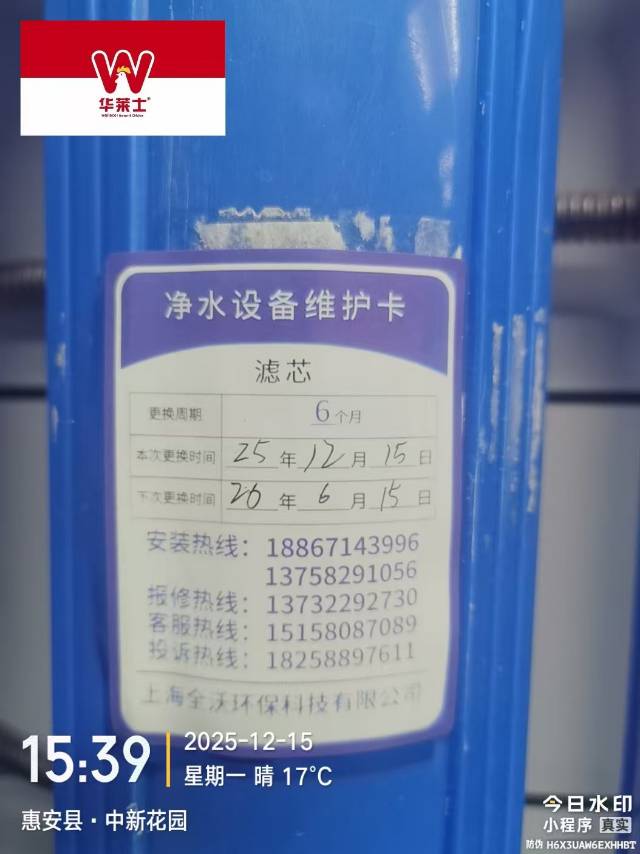 华莱士®
净水设备维护卡
滤芯
更换周期 6个月
本次更换时间 25年12月15日
下次更换时间 26年6月15日
安装热线：18867143996
13758291056
报修热线：13732292730
客服热线：15158087089
投诉热线：18258897611
上海全沃环保科技有限公司
15:39
2025-12-15
星期一 晴 17℃
惠安县·中新花园
今日水印
小程序 真实
防伪 H6X3UAW6EXHHBT